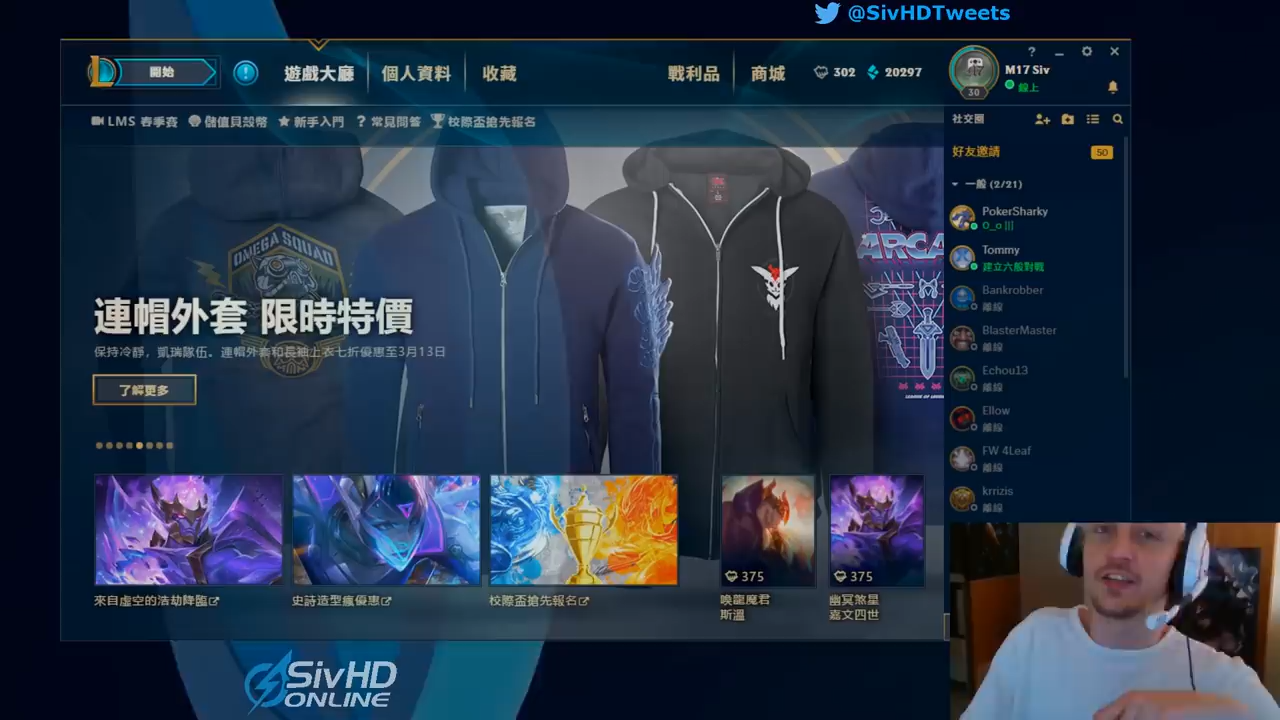 @SivHDTweets
開始
遊戲大廳
個人資料
收藏
戰利品
商城
302
20297
30
M17 Siv
線上
LMS 春季賽
儲值貝殼幣
新手入門
常見問答
校際盃搶先報名
社交圈
好友邀請
50
一般 (2/21)
PokerSharky
O_o |||
Tommy
建立六般對戰
Bankrobber
離線
BlasterMaster
離線
Echou13
離線
Ellow
離線
FW 4Leaf
離線
krrizis
離線
OMEGA SQUAD
ARCA
連帽外套 限時特價
保持冷靜，凱瑞隊伍。連帽外套和長袖上衣七折優惠至3月13日
了解更多
375
375
來自虛空的浩劫降臨
史詩造型瘋優惠
校際盃搶先報名
喚龍魔君
斯溫
幽冥煞星
嘉文四世
SivHD
ONLINE